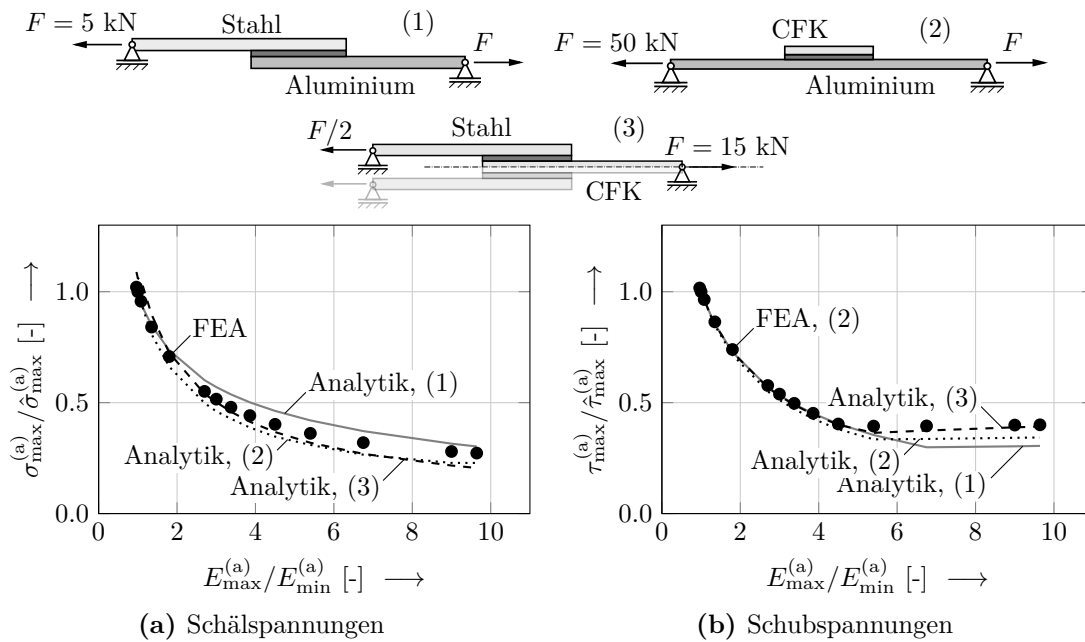 F = 5 kN
Stahl
(1)
F
Aluminium
F = 50 kN
CFK
(2)
F
F/2
Stahl
(3)
F = 15 kN
CFK
σ_max^(a)/σ̂_max^(a) [-]
1.0
0.5
0.0
FEA
Analytik, (1)
Analytik, (2)
Analytik, (3)
0 2 4 6 8 10
E_max^(a)/E_min^(a) [-]
(a) Schälspannungen
τ_max^(a)/τ̂_max^(a) [-]
1.0
0.5
0.0
FEA, (2)
Analytik, (3)
Analytik, (2)
Analytik, (1)
0 2 4 6 8 10
E_max^(a)/E_min^(a) [-]
(b) Schubspannungen